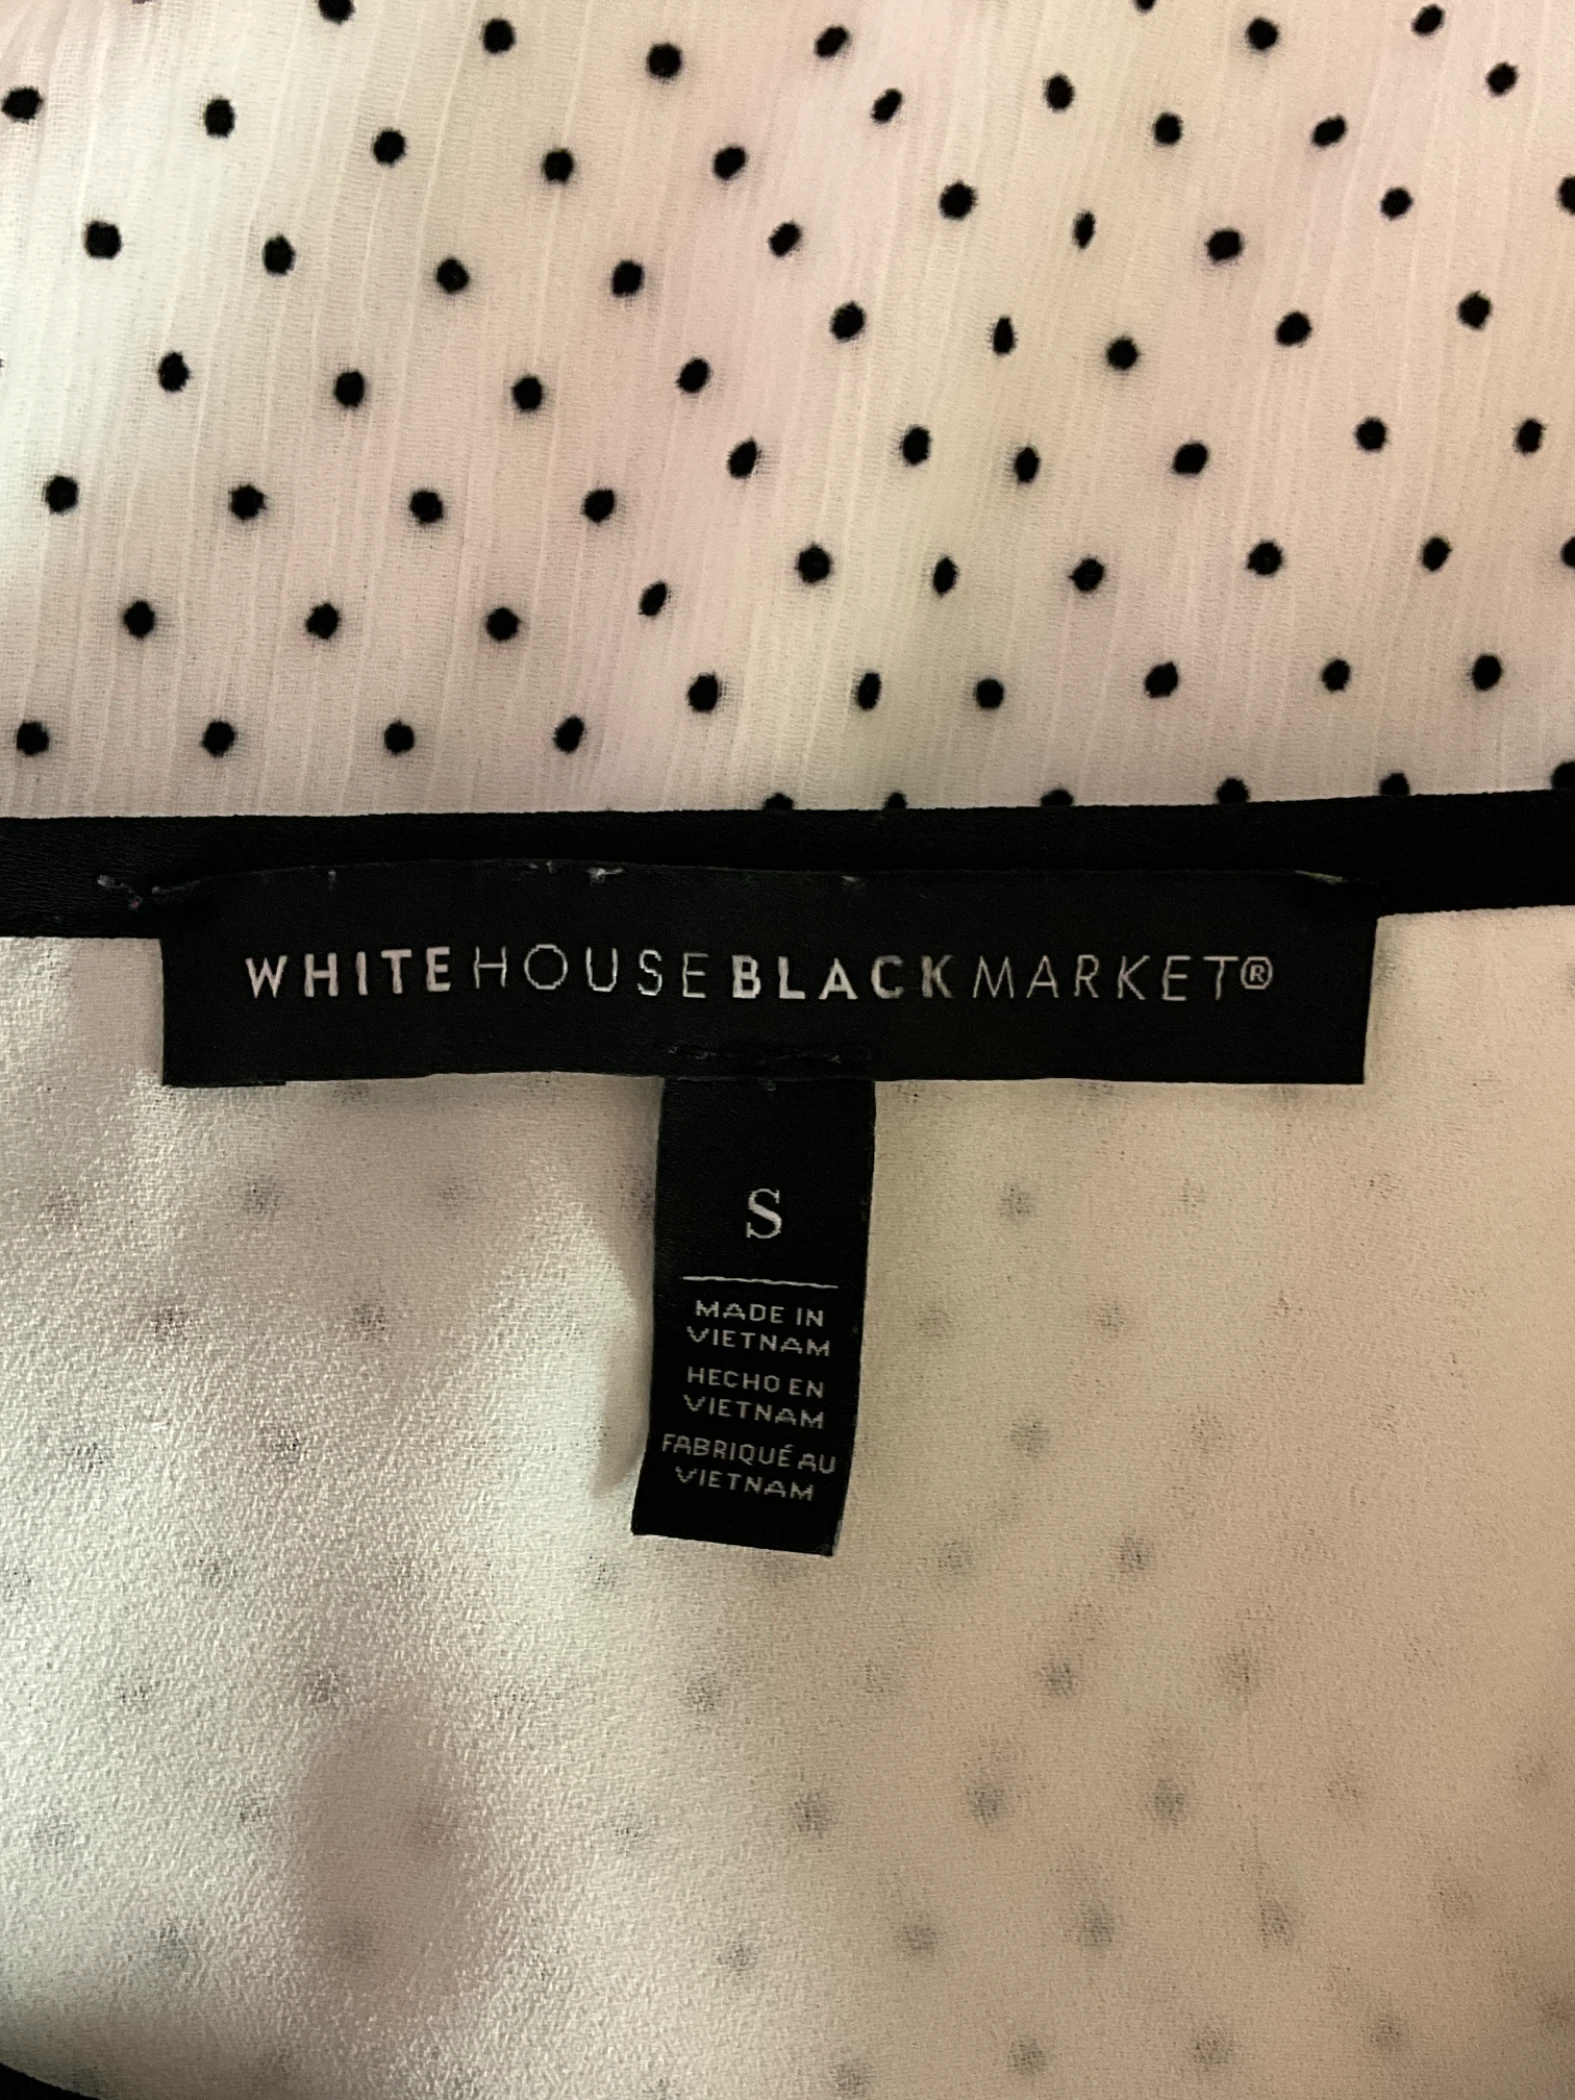 WHITEHOUSEBLACKMARKET®
S
MADE IN
VIETNAM
HECHO EN
VIETNAM
FABRIQUÉ AU
VIETNAM